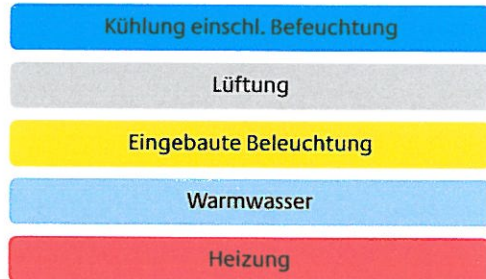 Kühlung einschl. Befeuchtung
Lüftung
Eingebaute Beleuchtung
Warmwasser
Heizung